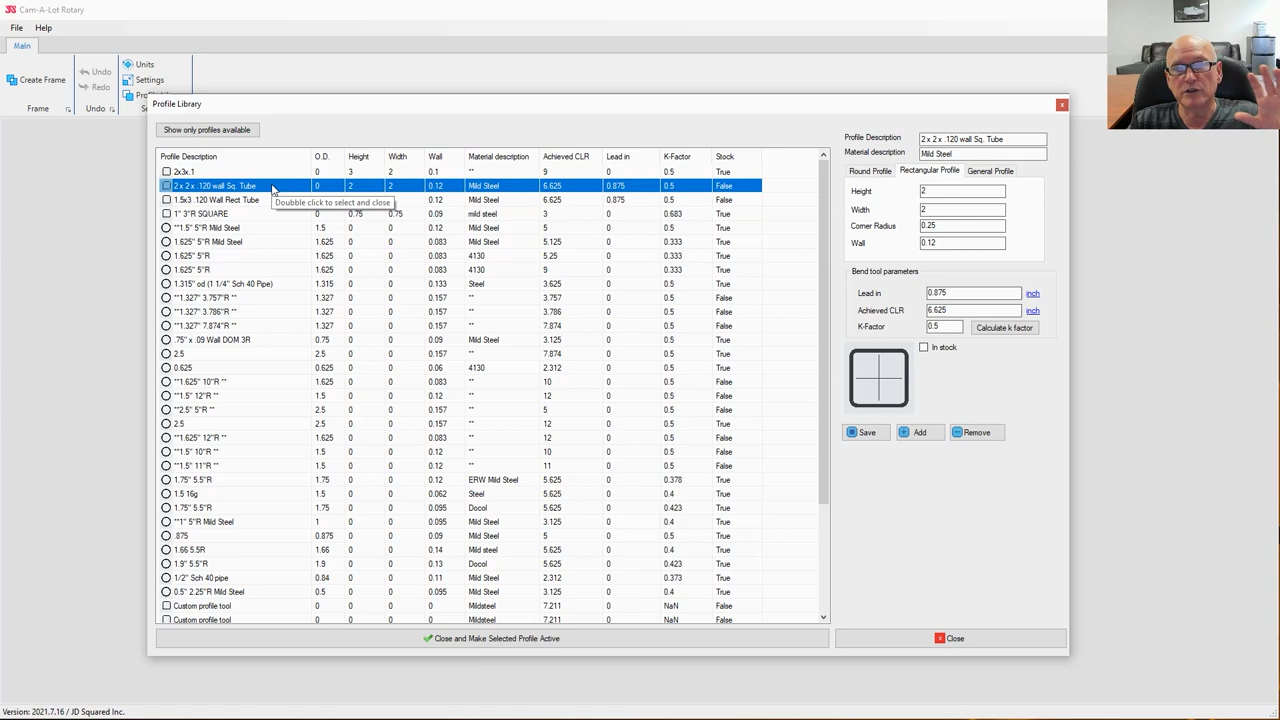 Cam-A-Lot Rotary
File Help
Main
Create Frame
Undo
Redo
Units
Settings
Frame
Undo
Profile Library
Show only profiles available
Profile Description O.D. Height Width Wall Material description Achieved CLR Lead in K-Factor Stock
2x3x.1 0 3 2 0.1 ** 9 0 0.5 True
2 x 2 x .120 wall Sq. Tube 0 2 2 0.12 Mild Steel 6.625 0.875 0.5 False
1.5x3 .120 Wall Rect Tube 0.12 Mild Steel 6.625 0.875 0.5 False
Doubble click to select and close
1" 3"R SQUARE 0 0.75 0.75 0.09 mild steel 3 0 0.683 True
**1.5" 5"R Mild Steel 1.5 0 0 0.12 Mild Steel 5 0 0.5 True
1.625" 5"R Mild Steel 1.625 0 0 0.083 Mild Steel 5.125 0 0.333 True
1.625" 5"R 1.625 0 0 0.083 4130 5.25 0 0.333 True
1.625" 5"R 1.625 0 0 0.083 4130 9 0 0.333 True
1.315" od (1 1/4" Sch 40 Pipe) 1.315 0 0 0.133 Steel 3.625 0 0.5 True
**1.327" 3.757"R ** 1.5 0 0 0.157 ** 3.757 0 0.5 False
**1.327" 3.786"R ** 1.5 0 0 0.157 ** 3.786 0 0.5 False
**1.327" 7.874"R ** 1.5 0 0 0.157 ** 7.874 0 0.5 False
.75" x .09 Wall DOM 3R 0.75 0 0 0.09 Mild Steel 3.125 0 0.5 True
2.5 2.5 0 0 0.157 ** 7.874 0 0.5 False
0.625 0.625 0 0 0.06 4130 2.312 0 0.5 True
**1.625" 10"R ** 1.625 0 0 0.083 ** 10 0 0.5 False
**1.5" 12"R ** 1.5 0 0 0.12 ** 12 0 0.5 False
**2.5" 5"R ** 2.5 0 0 0.157 ** 5 0 0.5 False
2.5 2.5 0 0 0.157 ** 12 0 0.5 False
**1.625" 12"R ** 1.625 0 0 0.083 ** 12 0 0.5 False
**1.5" 10"R ** 1.5 0 0 0.12 ** 10 0 0.5 False
**1.5" 11"R ** 1.5 0 0 0.12 ** 11 0 0.5 False
1.75" 5.5"R 1.75 0 0 0.12 ERW Mild Steel 5.625 0 0.378 True
1.5 16g 1.5 0 0 0.062 Steel 5.625 0 0.4 True
1.75" 5.5"R 1.75 0 0 0.095 Docol 5.625 0 0.423 True
**1" 5"R Mild Steel 1 0 0 0.095 Mild Steel 3.125 0 0.4 True
.875 0.875 0 0 0.09 Mild Steel 5 0 0.5 True
1.66 5.5R 1.66 0 0 0.14 Mild steel 5.625 0 0.4 True
1.9" 5.5"R 1.9 0 0 0.13 Docol 5.625 0 0.4 True
1/2" Sch 40 pipe 0.84 0 0 0.11 Mild Steel 2.312 0 0.373 True
0.5" 2.25"R Mild Steel 0.5 0 0 0.095 Mild Steel 3.125 0 0.4 True
Custom profile tool 0 0 0 0 Mildsteel 7.211 0 NaN False
Custom profile tool 0 0 0 0 Mildsteel 7.211 0 NaN False
Close and Make Selected Profile Active
Profile Description 2 x 2 x .120 wall Sq. Tube
Material description Mild Steel
Round Profile Rectangular Profile General Profile
Height 2
Width 2
Corner Radius 0.25
Wall 0.12
Bend tool parameters
Lead in 0.875 inch
Achieved CLR 6.625 inch
K-Factor 0.5 Calculate k factor
In stock
Save Add Remove
Close
Version: 2021.7.16 / JD Squared Inc.